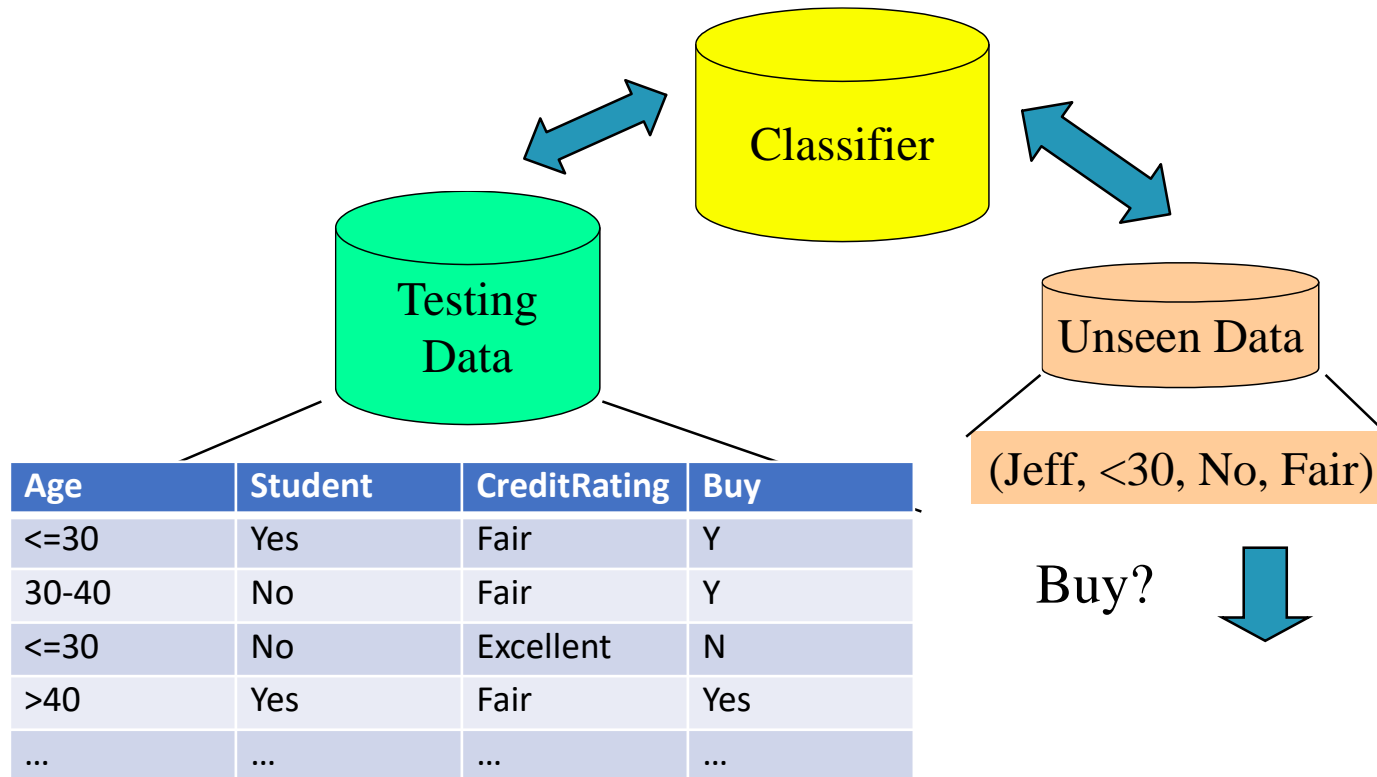 Classifier
Testing
Data
Unseen Data
(Jeff, <30, No, Fair)
Buy?
Age Student CreditRating Buy
<=30 Yes Fair Y
30-40 No Fair Y
<=30 No Excellent N
>40 Yes Fair Yes
... ... ... ...